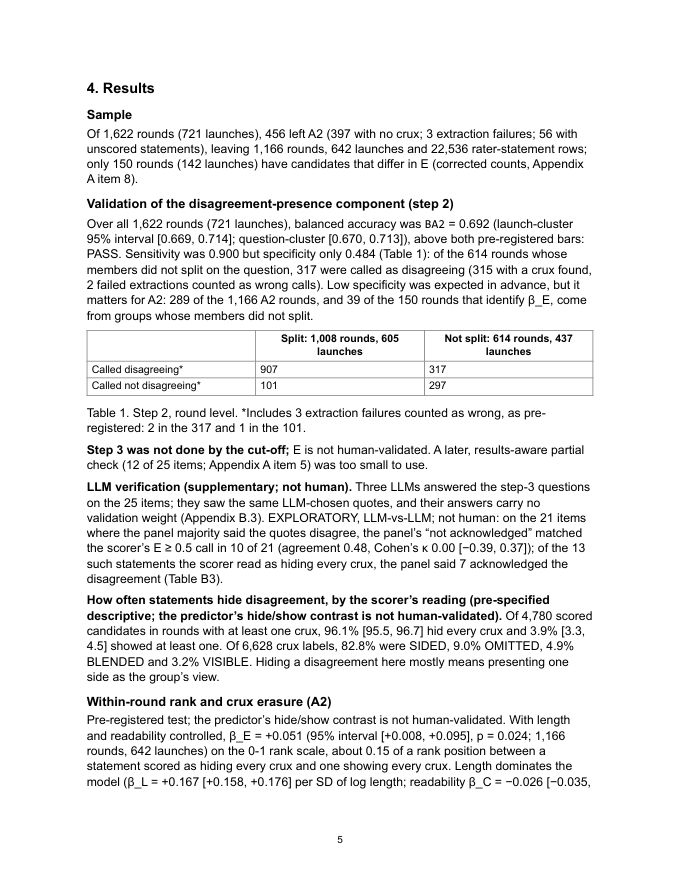 4. Results
Sample
Of 1,622 rounds (721 launches), 456 left A2 (397 with no crux; 3 extraction failures; 56 with
unscored statements), leaving 1,166 rounds, 642 launches and 22,536 rater-statement rows;
only 150 rounds (142 launches) have candidates that differ in E (corrected counts, Appendix
A item 8).
Validation of the disagreement-presence component (step 2)
Over all 1,622 rounds (721 launches), balanced accuracy was BA2 = 0.692 (launch-cluster
95% interval [0.669, 0.714]; question-cluster [0.670, 0.713]), above both pre-registered bars:
PASS. Sensitivity was 0.900 but specificity only 0.484 (Table 1): of the 614 rounds whose
members did not split on the question, 317 were called as disagreeing (315 with a crux found,
2 failed extractions counted as wrong calls). Low specificity was expected in advance, but it
matters for A2: 289 of the 1,166 A2 rounds, and 39 of the 150 rounds that identify β_E, come
from groups whose members did not split.
Split: 1,008 rounds, 605 launches
Not split: 614 rounds, 437 launches
Called disagreeing* 907 317
Called not disagreeing* 101 297
Table 1. Step 2, round level. *Includes 3 extraction failures counted as wrong, as pre-
registered: 2 in the 317 and 1 in the 101.
Step 3 was not done by the cut-off; E is not human-validated. A later, results-aware partial
check (12 of 25 items; Appendix A item 5) was too small to use.
LLM verification (supplementary; not human). Three LLMs answered the step-3 questions
on the 25 items; they saw the same LLM-chosen quotes, and their answers carry no
validation weight (Appendix B.3). EXPLORATORY, LLM-vs-LLM; not human: on the 21 items
where the panel majority said the quotes disagree, the panel's “not acknowledged” matched
the scorer's E ≥ 0.5 call in 10 of 21 (agreement 0.48, Cohen's κ 0.00 [−0.39, 0.37]); of the 13
such statements the scorer read as hiding every crux, the panel said 7 acknowledged the
disagreement (Table B3).
How often statements hide disagreement, by the scorer's reading (pre-specified
descriptive; the predictor's hide/show contrast is not human-validated). Of 4,780 scored
candidates in rounds with at least one crux, 96.1% [95.5, 96.7] hid every crux and 3.9% [3.3,
4.5] showed at least one. Of 6,628 crux labels, 82.8% were SIDED, 9.0% OMITTED, 4.9%
BLENDED and 3.2% VISIBLE. Hiding a disagreement here mostly means presenting one
side as the group's view.
Within-round rank and crux erasure (A2)
Pre-registered test; the predictor's hide/show contrast is not human-validated. With length
and readability controlled, β_E = +0.051 (95% interval [+0.008, +0.095], p = 0.024; 1,166
rounds, 642 launches) on the 0-1 rank scale, about 0.15 of a rank position between a
statement scored as hiding every crux and one showing every crux. Length dominates the
model (β_L = +0.167 [+0.158, +0.176] per SD of log length; readability β_C = −0.026 [−0.035,
5